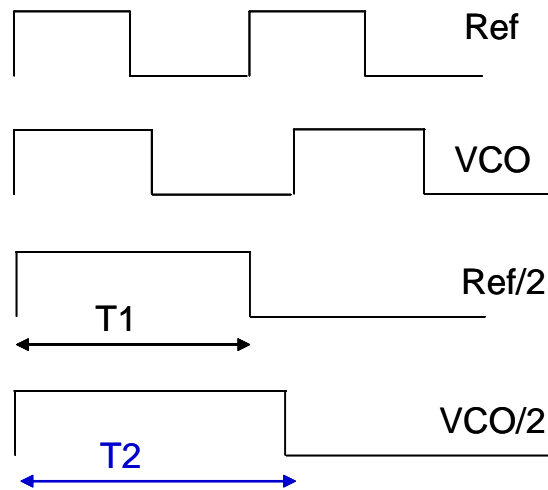 Ref
VCO
Ref/2
T1
VCO/2
T2